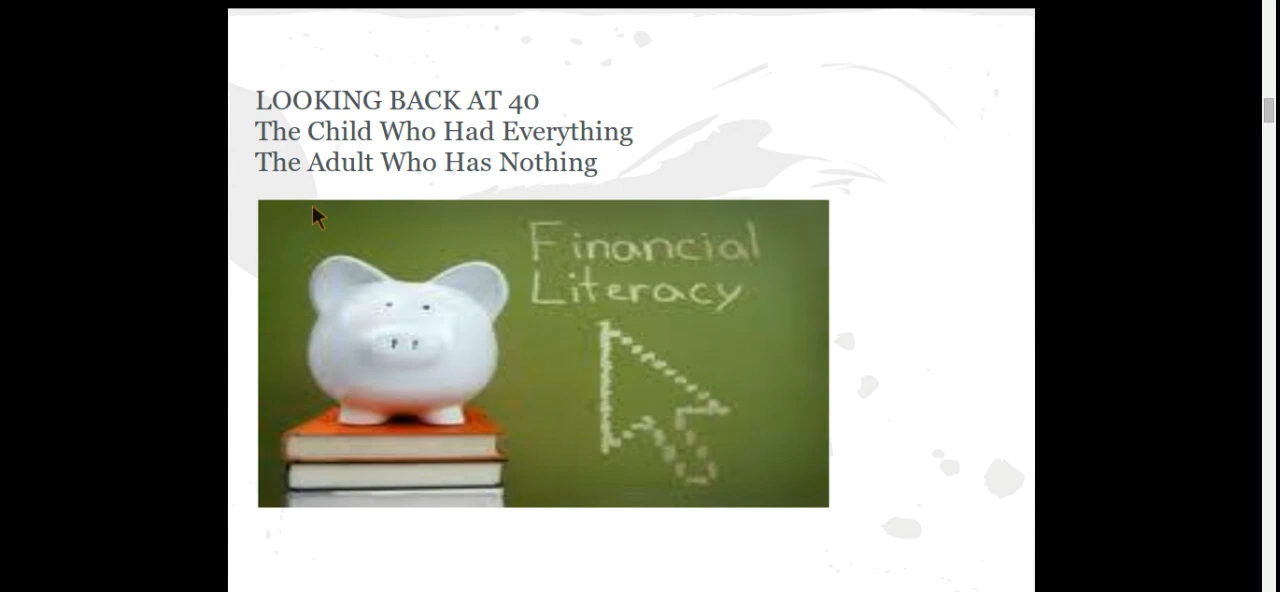 LOOKING BACK AT 40
The Child Who Had Everything
The Adult Who Has Nothing
Financial
Literacy